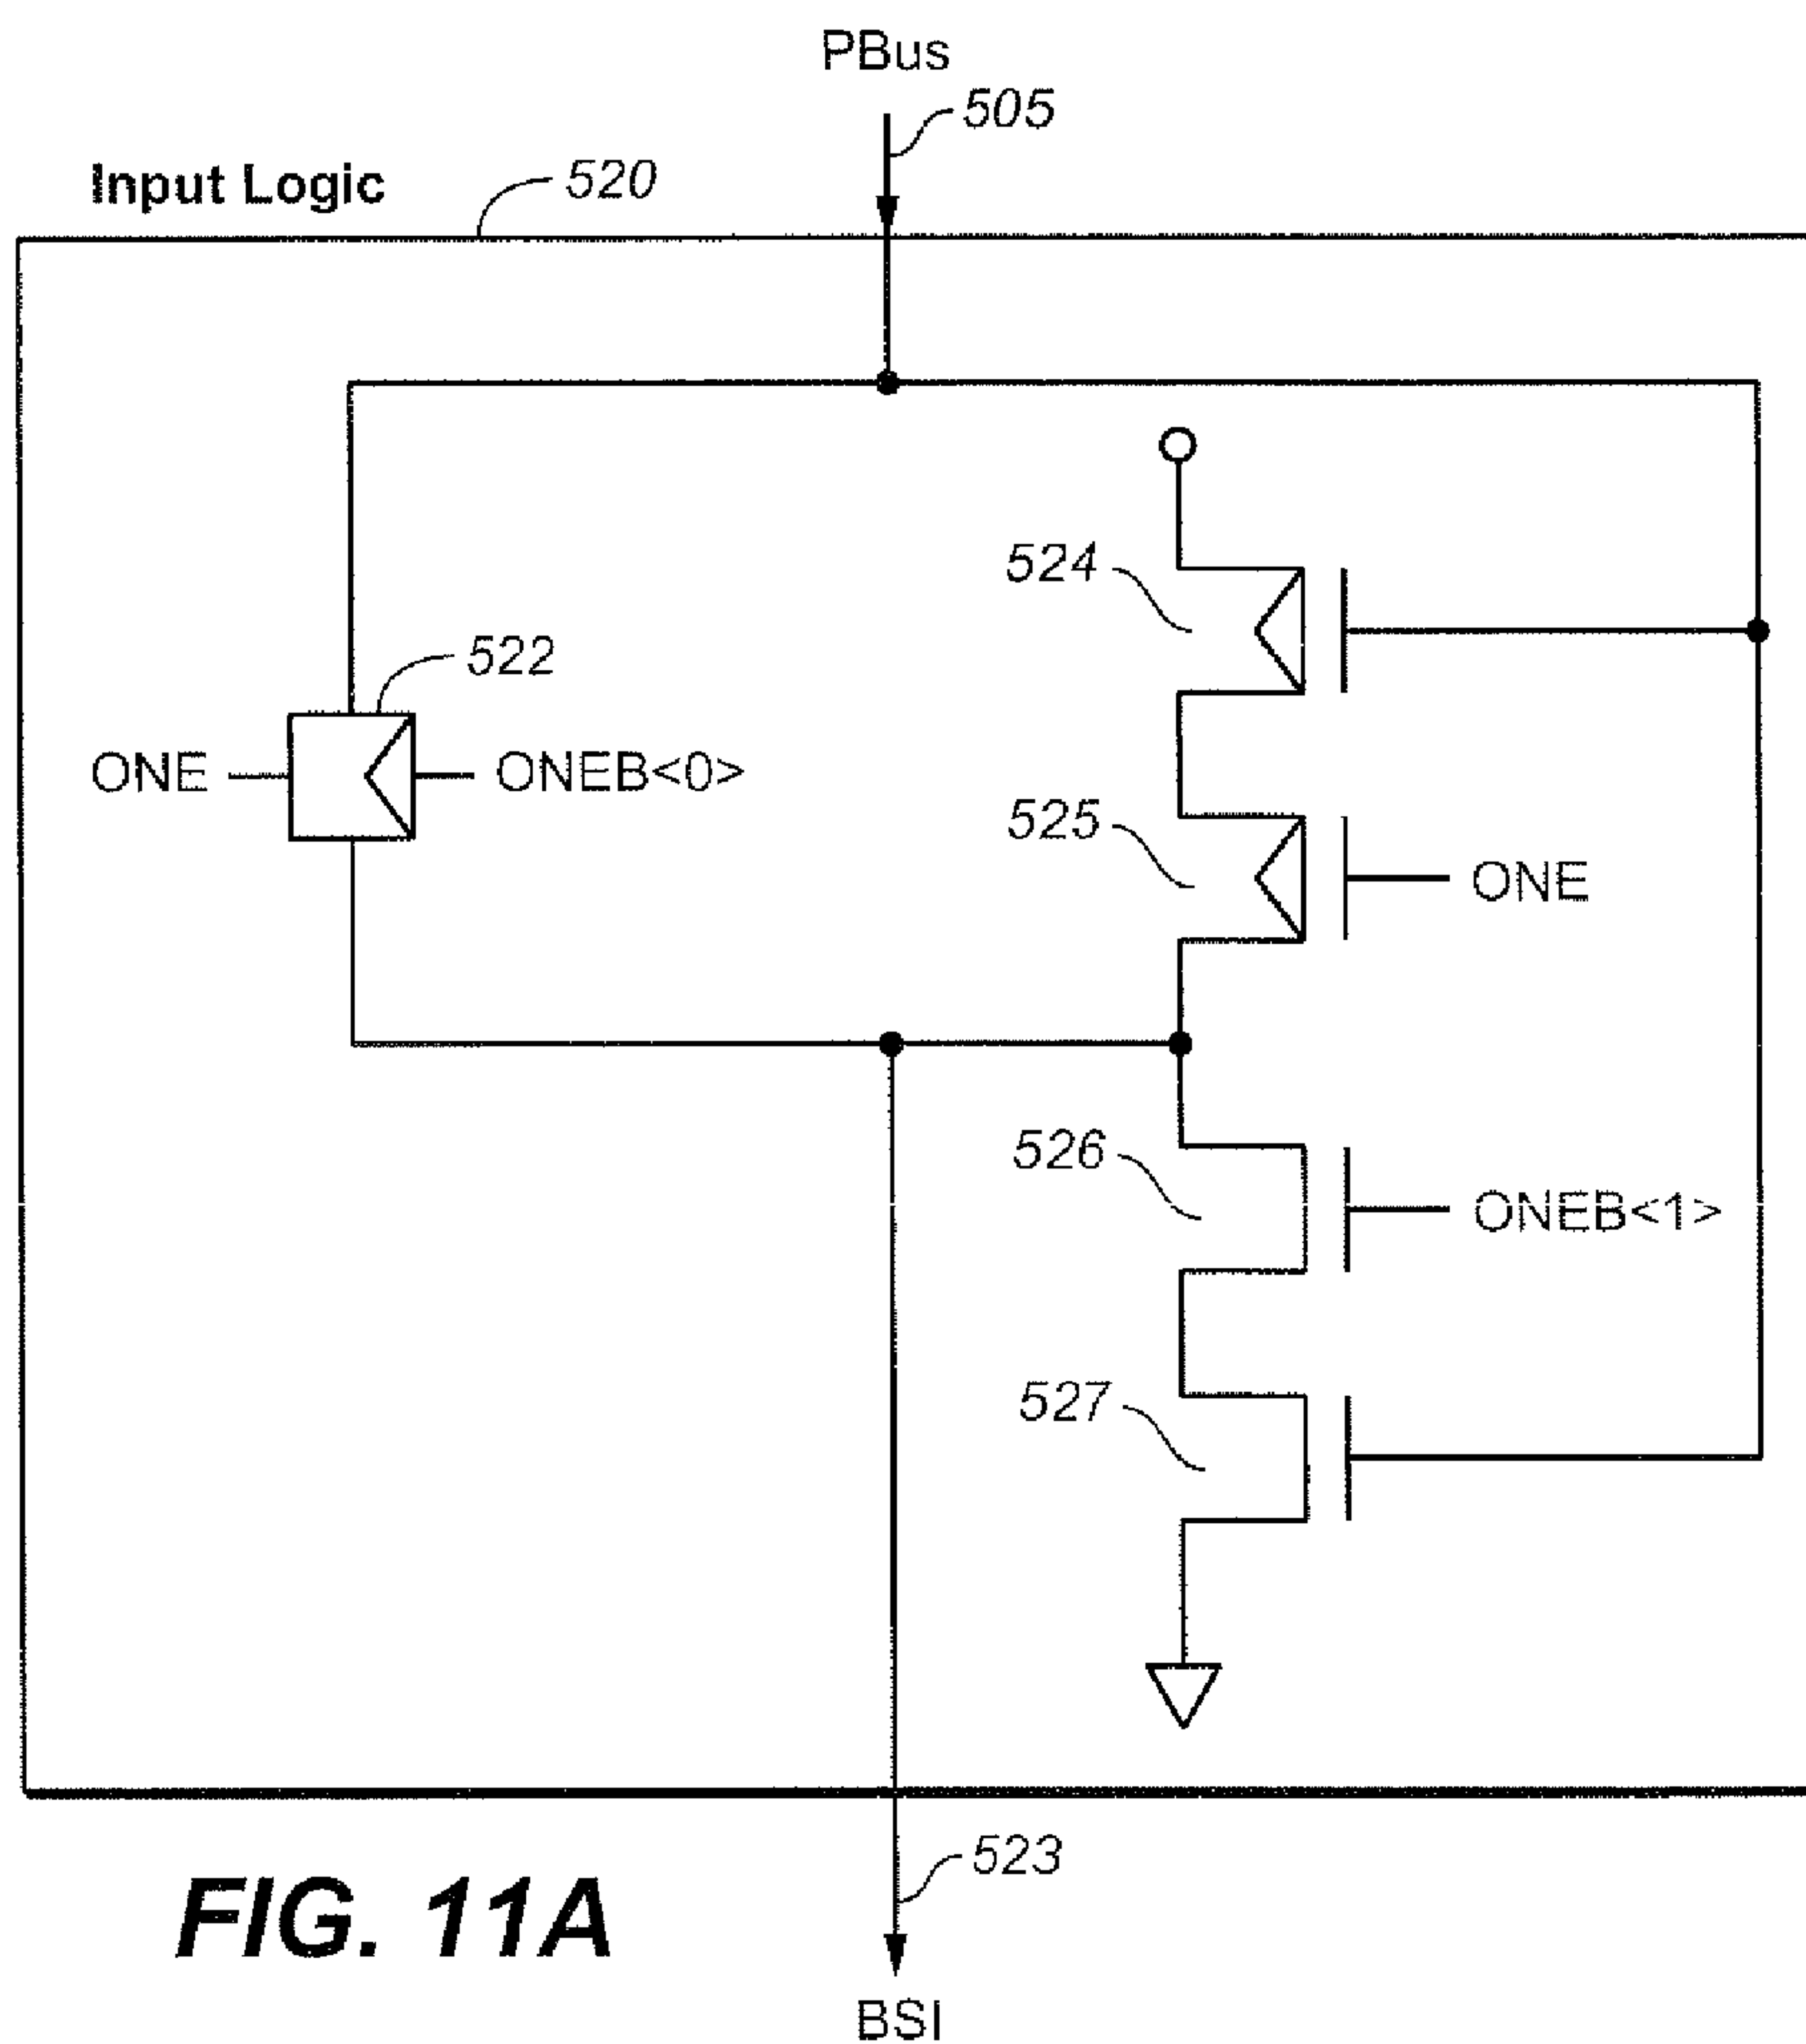 PBus
505
Input Logic
520
524
522
ONE
ONEB<0>
525
ONE
526
ONEB<1>
527
523
FIG. 11A
BSI